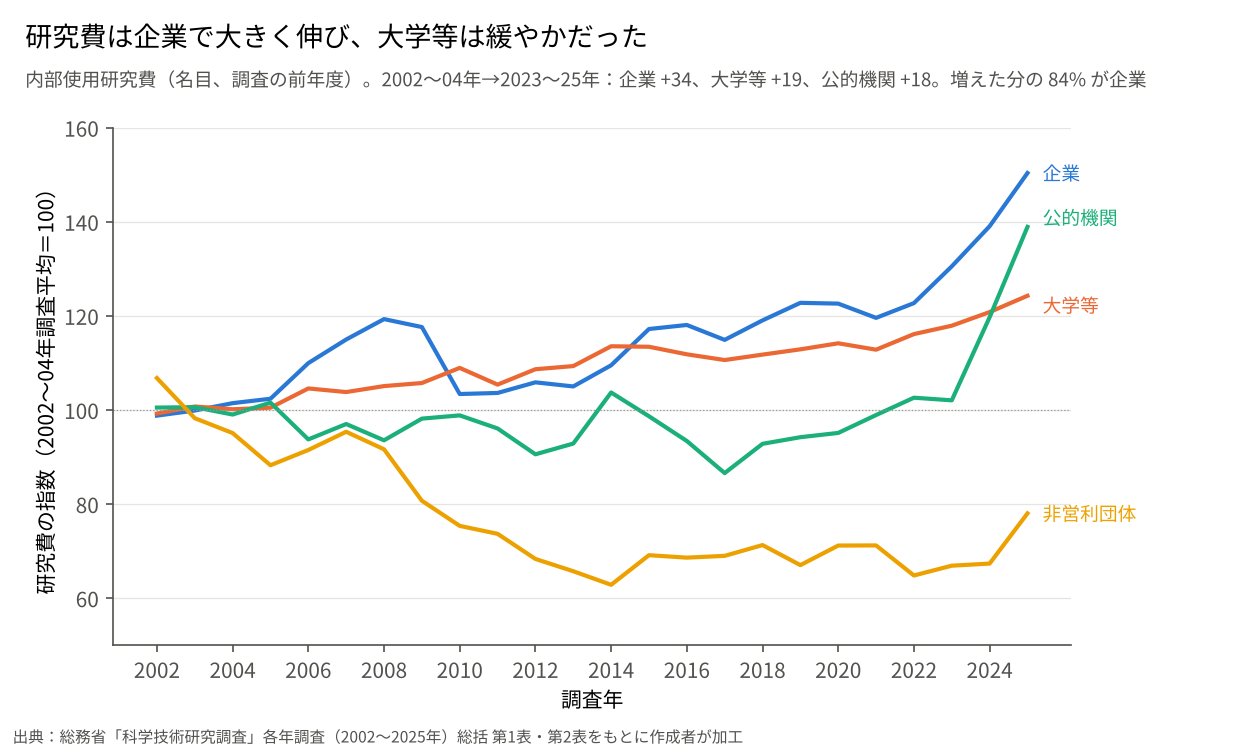 研究費は企業で大きく伸び、大学等は緩やかだった
内部使用研究費（名目、調査の前年度）。2002～04年→2023～25年：企業 +34、大学等 +19、公的機関 +18。増えた分の 84% が企業
研究費の指数（2002～04年調査平均＝100）
160
140
120
100
80
60
企業
公的機関
大学等
非営利団体
2002 2004 2006 2008 2010 2012 2014 2016 2018 2020 2022 2024
調査年
出典：総務省「科学技術研究調査」各年調査（2002～2025年）総括 第1表・第2表をもとに作成者が加工